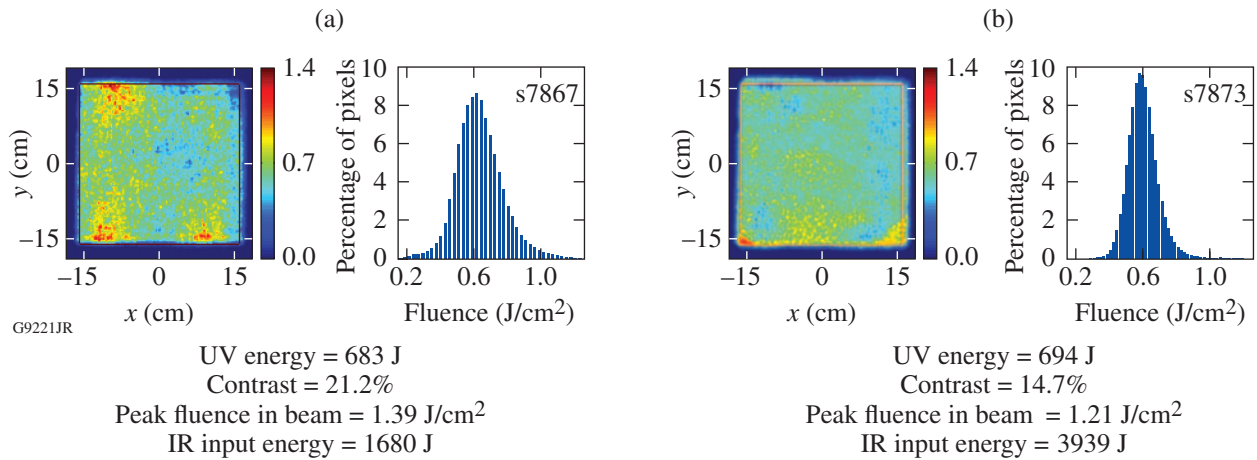 (a)
15
0
−15
y (cm)
−15 0 15
x (cm)
1.4
0.7
0.0
Percentage of pixels
10
8
6
4
2
0
s7867
0.2 0.6 1.0
Fluence (J/cm²)
G9221JR
UV energy = 683 J
Contrast = 21.2%
Peak fluence in beam = 1.39 J/cm²
IR input energy = 1680 J
(b)
15
0
−15
y (cm)
−15 0 15
x (cm)
1.4
0.7
0.0
Percentage of pixels
10
8
6
4
2
0
s7873
0.2 0.6 1.0
Fluence (J/cm²)
UV energy = 694 J
Contrast = 14.7%
Peak fluence in beam = 1.21 J/cm²
IR input energy = 3939 J